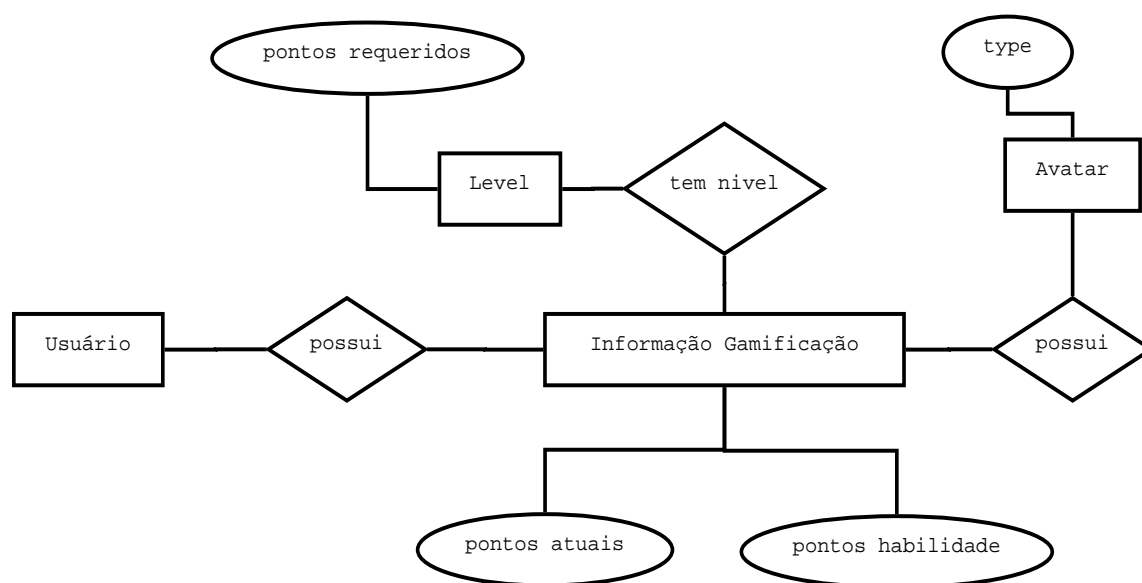 type
pontos requeridos
Avatar
Level
tem nivel
Usuário
possui
Informação Gamificação
possui
pontos atuais
pontos habilidade